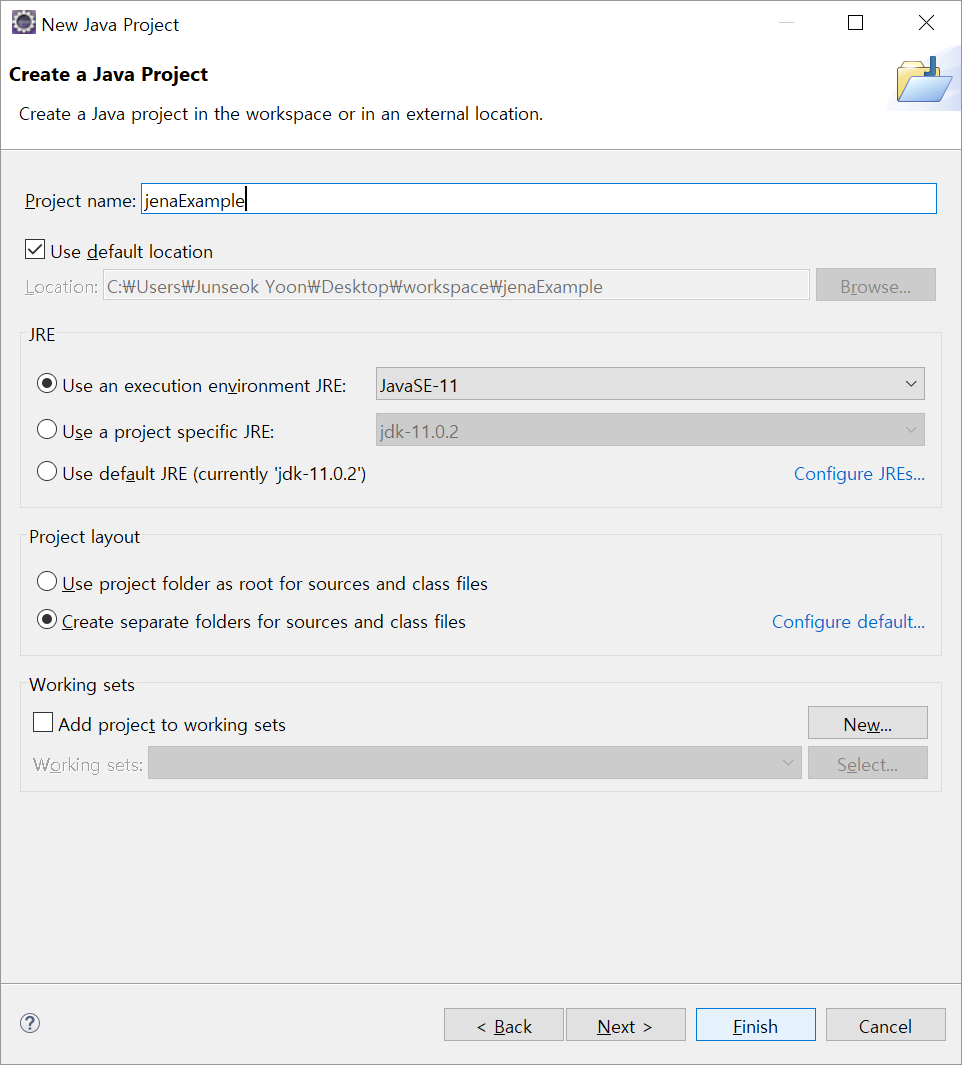 New Java Project
Create a Java Project
Create a Java project in the workspace or in an external location.
Project name: jenaExample
Use default location
Location: C:₩Users₩Junseok Yoon₩Desktop₩workspace₩jenaExample Browse...
JRE
Use an execution environment JRE: JavaSE-11
Use a project specific JRE: jdk-11.0.2
Use default JRE (currently 'jdk-11.0.2') Configure JREs...
Project layout
Use project folder as root for sources and class files
Create separate folders for sources and class files Configure default...
Working sets
Add project to working sets New...
Working sets: Select...
? < Back Next > Finish Cancel